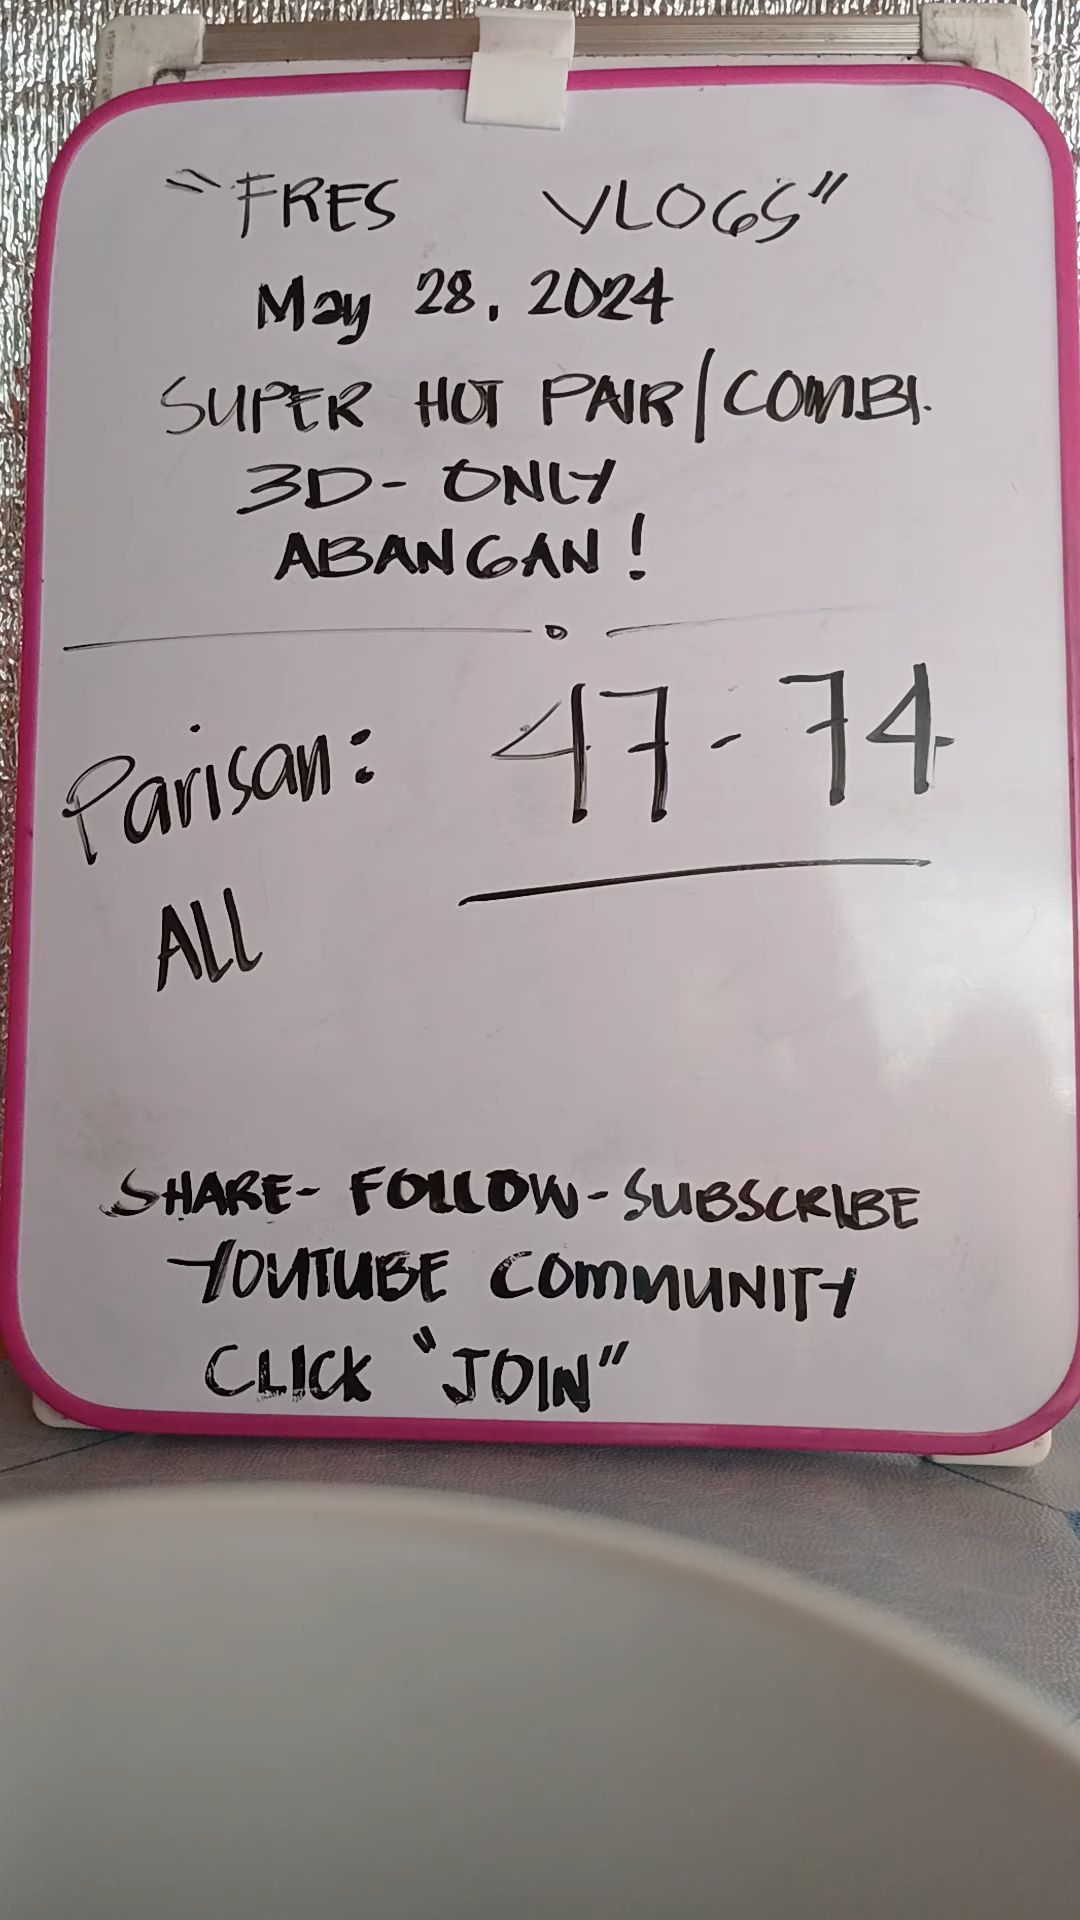 "FRES VLOGS"
May 28, 2024
SUPER HOT PAIR/COMBI.
3D- ONLY
ABANGAN!
Parisan: 47-74
ALL
SHARE- FOLLOW-SUBSCRIBE
YOUTUBE COMMUNITY
CLICK "JOIN"